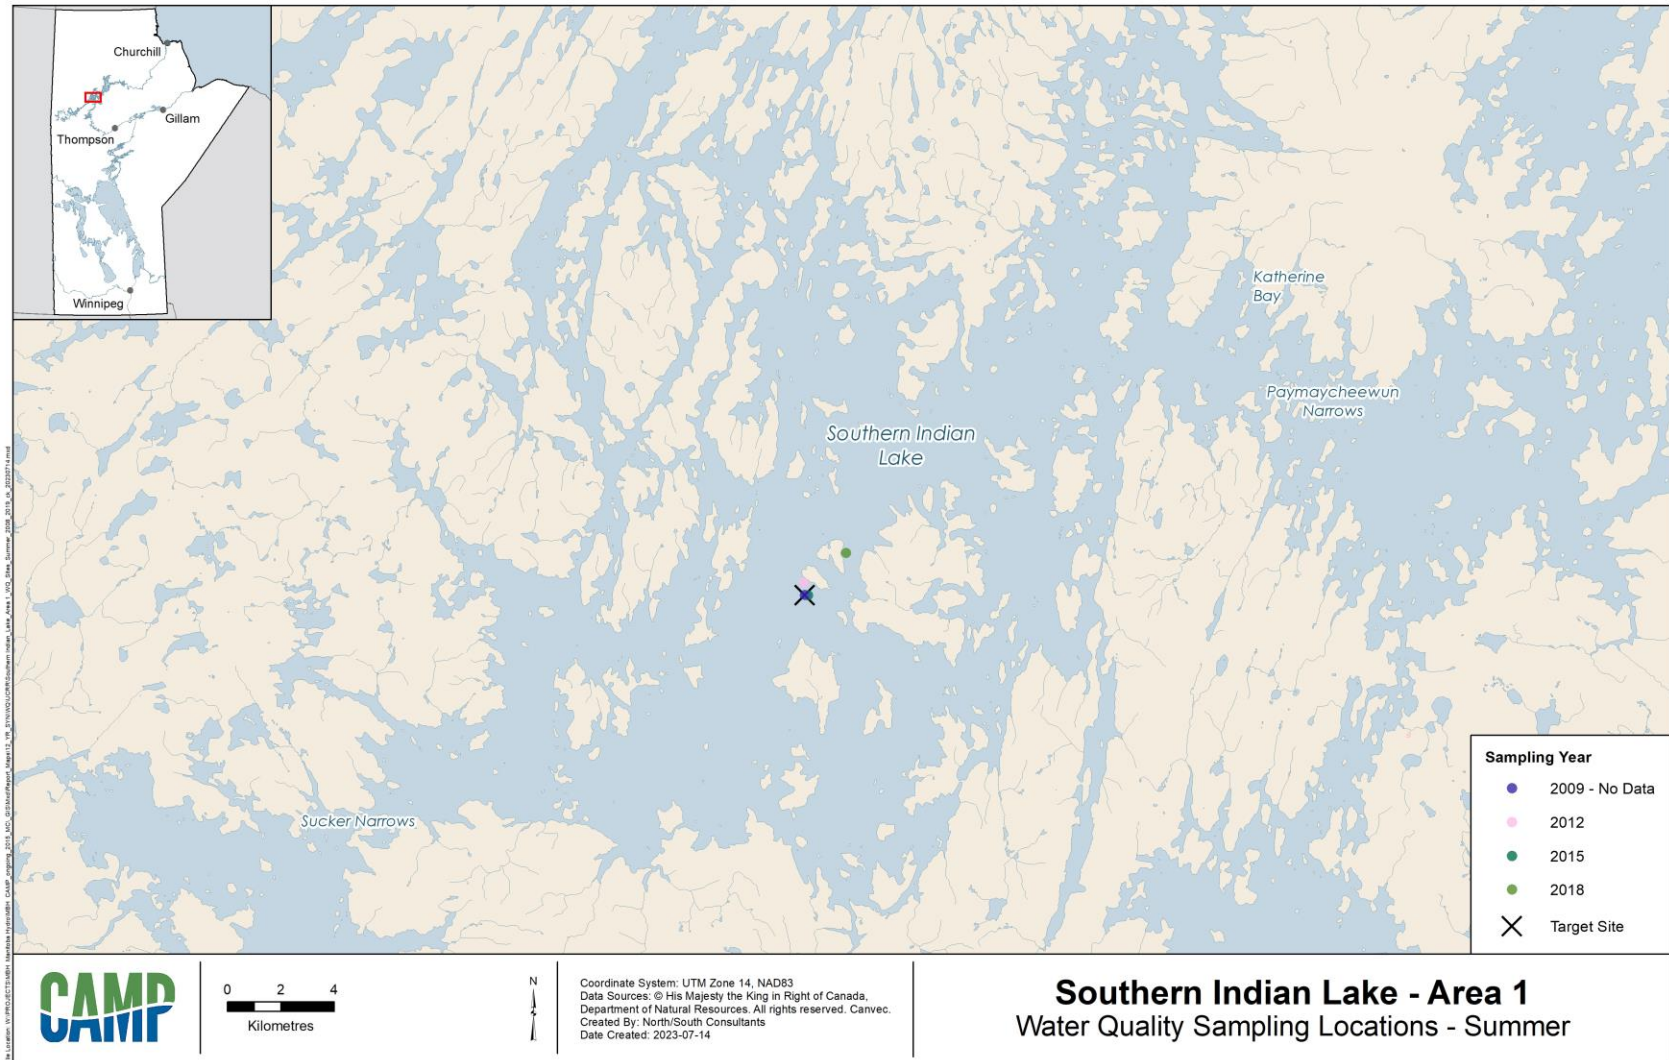 Churchill
Gillam
Thompson
Winnipeg
Katherine
Bay
Paymaycheewun
Narrows
Southern Indian
Lake
Sucker Narrows
Sampling Year
2009 - No Data
2012
2015
2018
Target Site
CAMP
0 2 4
Kilometres
N
Coordinate System: UTM Zone 14, NAD83
Data Sources: © His Majesty the King in Right of Canada,
Department of Natural Resources. All rights reserved. Canvec.
Created By: North/South Consultants
Date Created: 2023-07-14
Southern Indian Lake - Area 1
Water Quality Sampling Locations - Summer